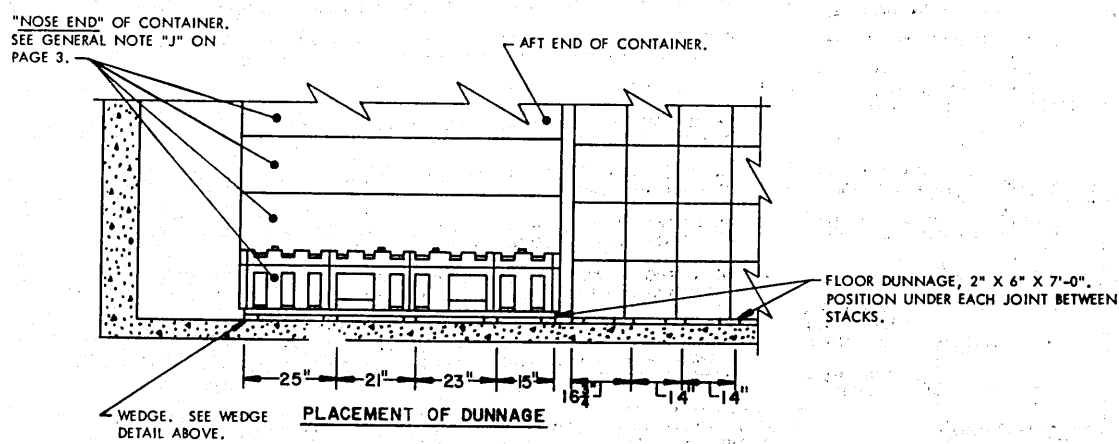 "NOSE END" OF CONTAINER.
SEE GENERAL NOTE "J" ON
PAGE 3.
AFT END OF CONTAINER.
FLOOR DUNNAGE, 2" X 6" X 7'-0".
POSITION UNDER EACH JOINT BETWEEN
STACKS.
25" 21" 23" 15" 16¾" 14" 14"
WEDGE. SEE WEDGE
DETAIL ABOVE.
PLACEMENT OF DUNNAGE